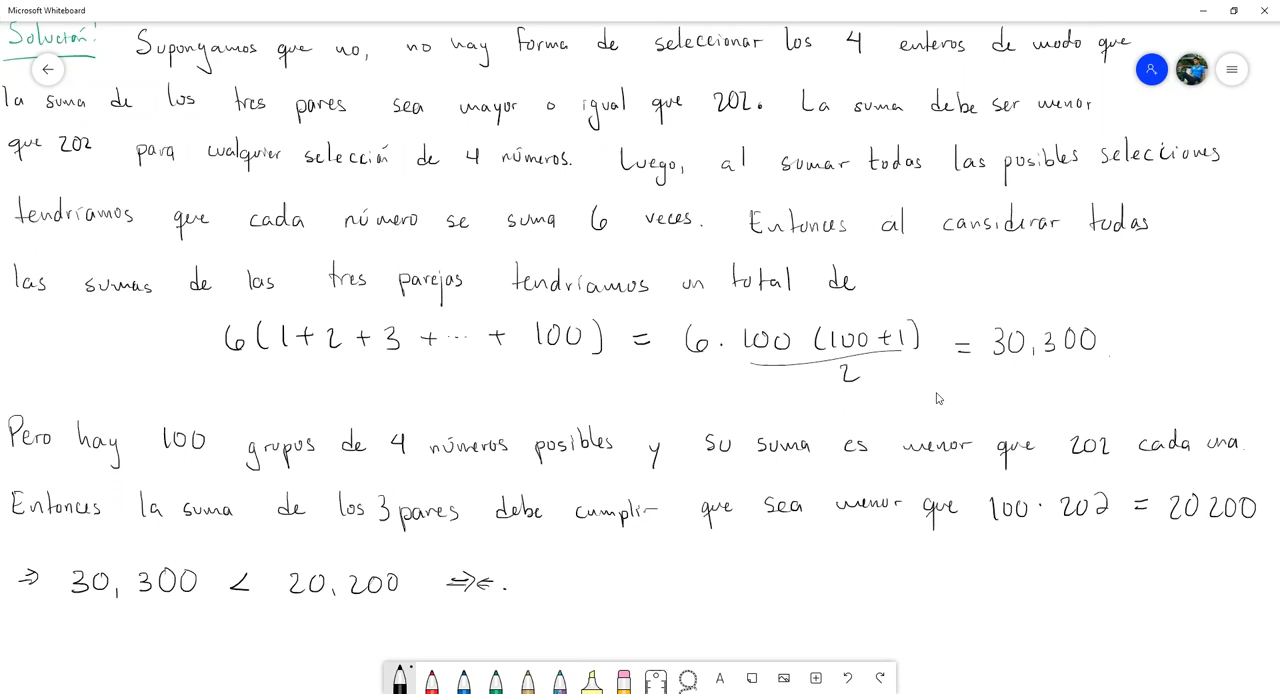 Microsoft Whiteboard
Solución: Supongamos que no, no hay forma de seleccionar los 4 enteros de modo que
la suma de los tres pares sea mayor o igual que 202. La suma debe ser menor
que 202 para cualquier selección de 4 números. Luego, al sumar todas las posibles selecciones
tendríamos que cada número se suma 6 veces. Entonces al considerar todas
las sumas de las tres parejas tendríamos un total de
6(1+2+3+···+100) = 6·100(100+1)/2 = 30,300.
Pero hay 100 grupos de 4 números posibles y su suma es menor que 202 cada una.
Entonces la suma de los 3 pares debe cumplir que sea menor que 100·202 = 20200
⇒ 30,300 < 20,200 ⇒⇐.
A